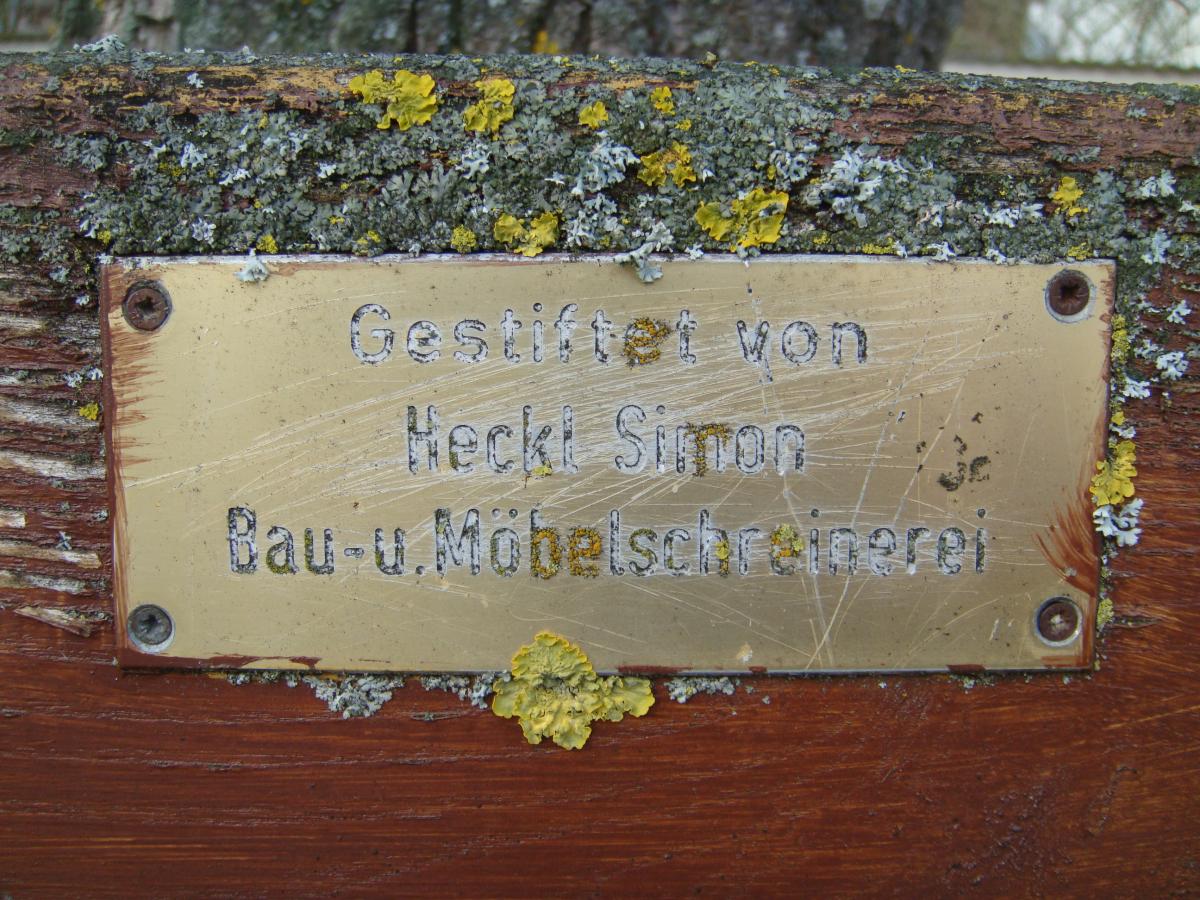 Gestiftet von
Heckl Simon
Bau-u.Möbelschreinerei